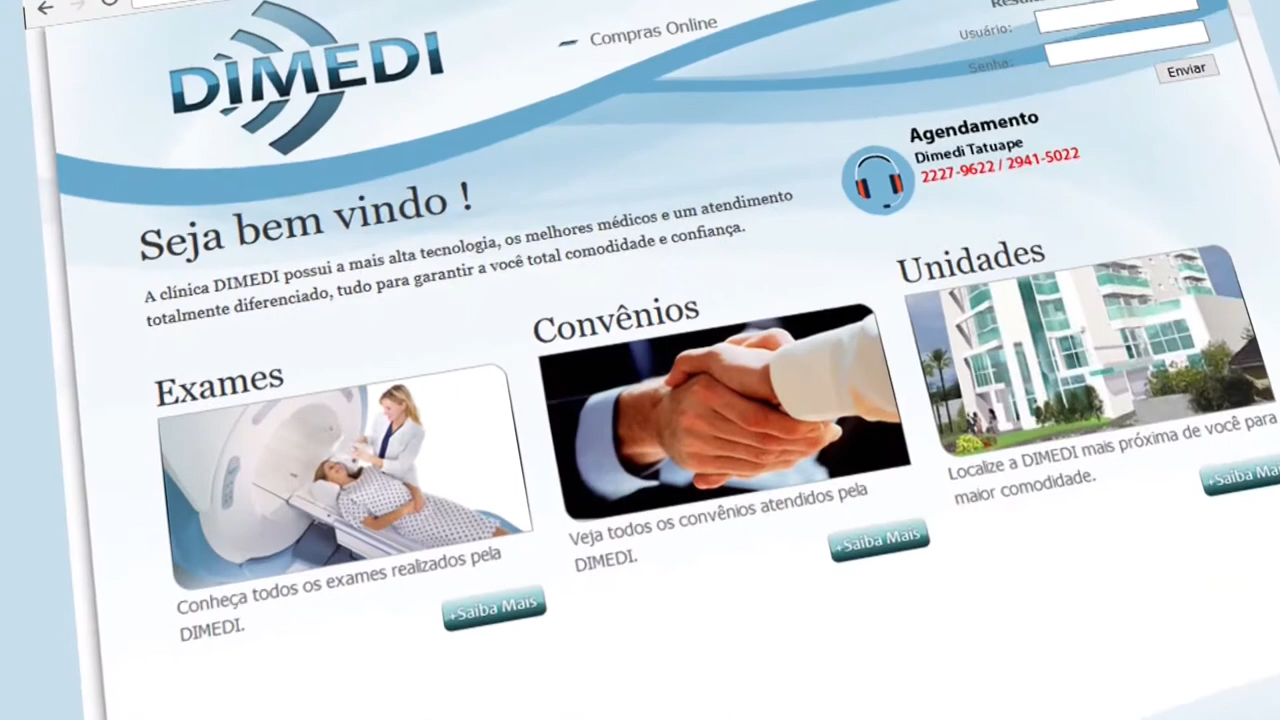 DIMEDI
Compras Online
Usuário:
Senha:
Enviar
Agendamento
Dimedi Tatuape
2227-9622 / 2941-5022
Seja bem vindo !
A clínica DIMEDI possui a mais alta tecnologia, os melhores médicos e um atendimento
totalmente diferenciado, tudo para garantir a você total comodidade e confiança.
Exames
Conheça todos os exames realizados pela
DIMEDI.
+Saiba Mais
Convênios
Veja todos os convênios atendidos pela
DIMEDI.
+Saiba Mais
Unidades
Localize a DIMEDI mais próxima de você para
maior comodidade.
+Saiba